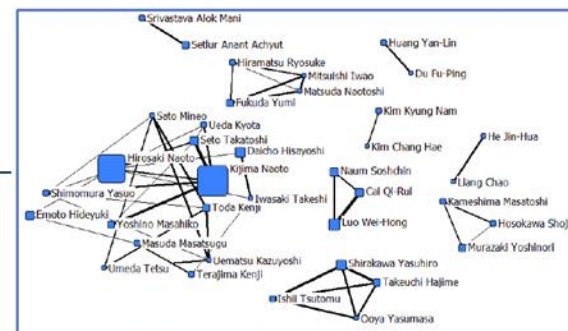 Srivastava Alok Mani
Setlur Anant Achyut
Huang Yan-Lin
Du Fu-Ping
Hiramatsu Ryosuke
Mitsuishi Iwao
Matsuda Naotoshi
Fukuda Yumi
Kim Kyung Nam
Kim Chang Hae
He Jin-Hua
Liang Chao
Sato Mineo
Ueda Kyota
Seto Takatoshi
Daicho Hisayoshi
Hirosaki Naoto
Kijima Naoto
Shimomura Yasuo
Iwasaki Takeshi
Toda Kenji
Emoto Hideyuki
Yoshino Masahiko
Masuda Masatsugu
Uematsu Kazuyoshi
Umeda Tetsu
Terajima Kenji
Naum Soshchin
Cai Qi-Rui
Luo Wei-Hong
Kameshima Masatoshi
Hosokawa Shoj
Murazaki Yoshinori
Shirakawa Yasuhiro
Takeuchi Hajime
Ishii Tsutomu
Ooya Yasumasa